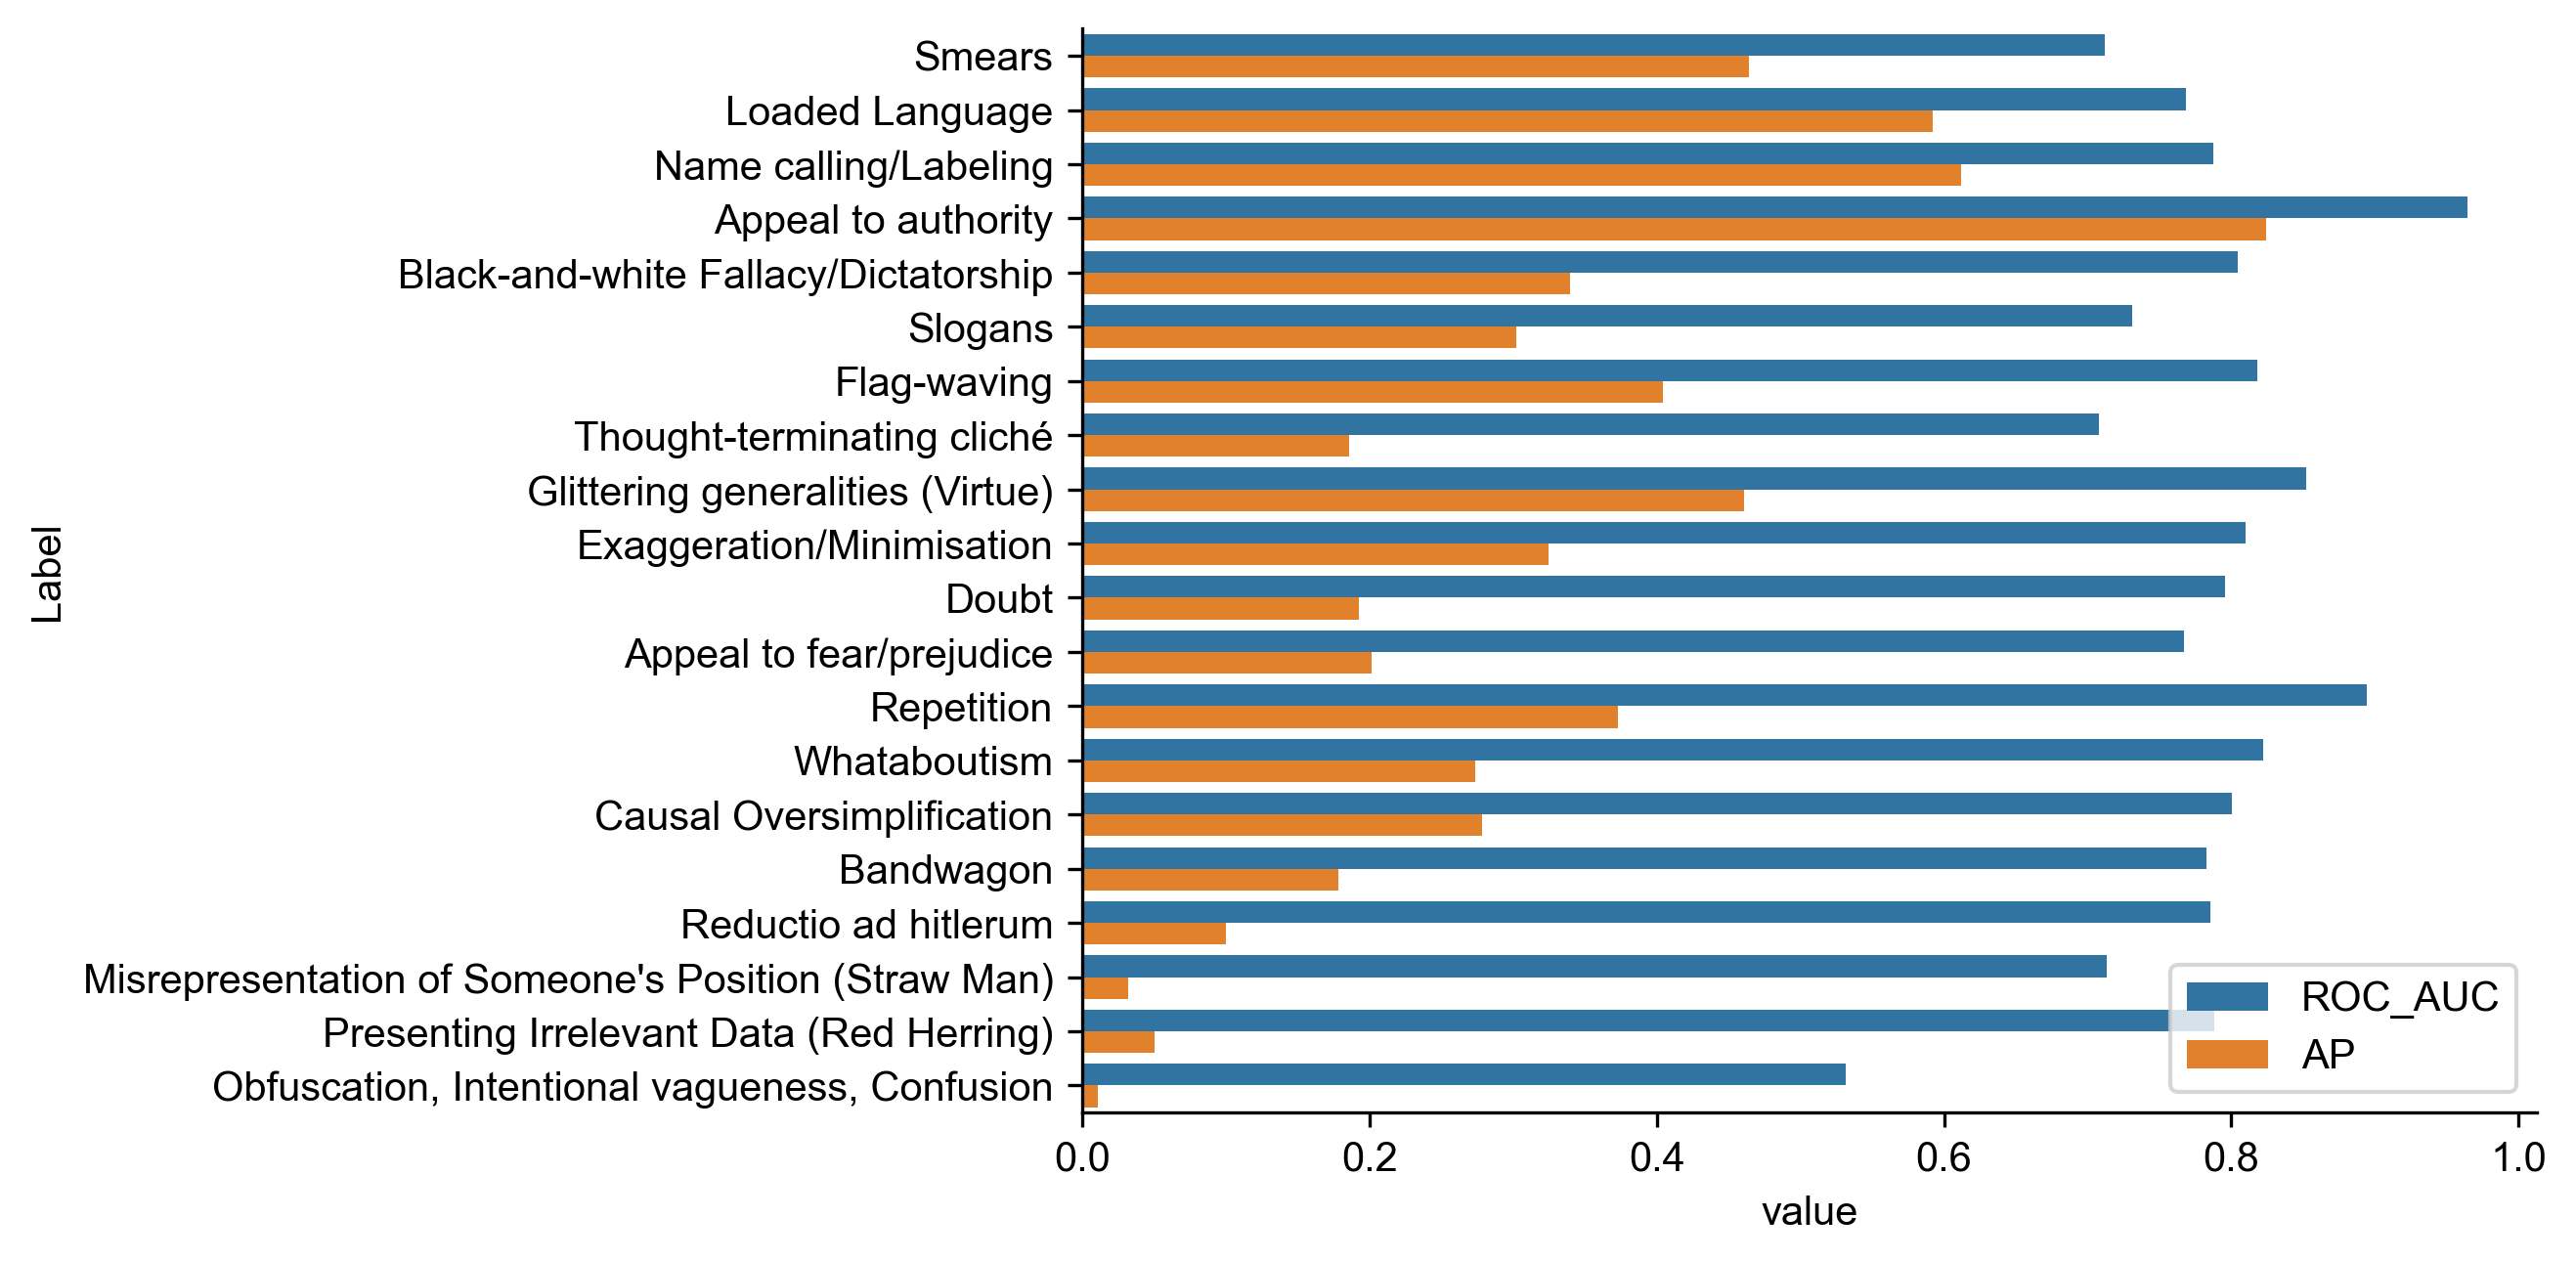 Smears
Loaded Language
Name calling/Labeling
Appeal to authority
Black-and-white Fallacy/Dictatorship
Slogans
Flag-waving
Thought-terminating cliché
Glittering generalities (Virtue)
Exaggeration/Minimisation
Doubt
Appeal to fear/prejudice
Repetition
Whataboutism
Causal Oversimplification
Bandwagon
Reductio ad hitlerum
Misrepresentation of Someone's Position (Straw Man)
Presenting Irrelevant Data (Red Herring)
Obfuscation, Intentional vagueness, Confusion
Label
0.0 0.2 0.4 0.6 0.8 1.0
value
ROC_AUC
AP